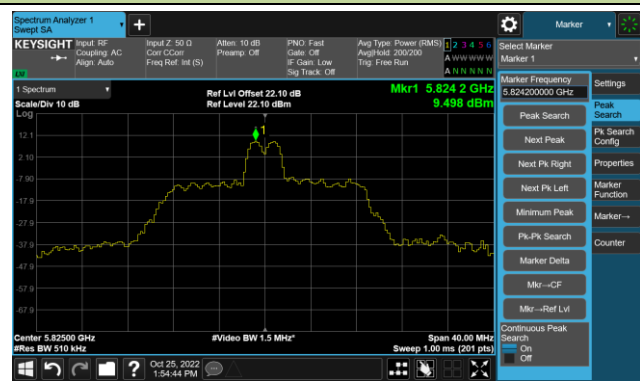 Spectrum Analyzer 1
Swept SA
+
Marker
KEYSIGHT
Input: RF
Coupling: AC
Align: Auto
Input Z: 50 Ω
Corr CCorr
Freq Ref: Int (S)
Atten: 10 dB
Preamp: Off
PNO: Fast
Gate: Off
IF Gain: Low
Sig Track: Off
Avg Type: Power (RMS)
Avg|Hold: 200/200
Trig: Free Run
1 2 3 4 5 6
A W W W W W
A N N N N N
LXI
Select Marker
Marker 1
1 Spectrum
Scale/Div 10 dB
Log
Ref Lvl Offset 22.10 dB
Ref Level 22.10 dBm
Mkr1 5.824 2 GHz
9.498 dBm
1
12.1
2.10
-7.90
-17.9
-27.9
-37.9
-47.9
-57.9
-67.9
Center 5.82500 GHz
#Res BW 510 kHz
#Video BW 1.5 MHz*
Span 40.00 MHz
Sweep 1.00 ms (201 pts)
Marker Frequency
5.824200000 GHz
Peak Search
Next Peak
Next Pk Right
Next Pk Left
Minimum Peak
Pk-Pk Search
Marker Delta
Mkr→CF
Mkr→Ref Lvl
Continuous Peak
Search
On
Off
Settings
Peak
Search
Pk Search
Config
Properties
Marker
Function
Marker→
Counter
?
Oct 25, 2022
1:54:44 PM